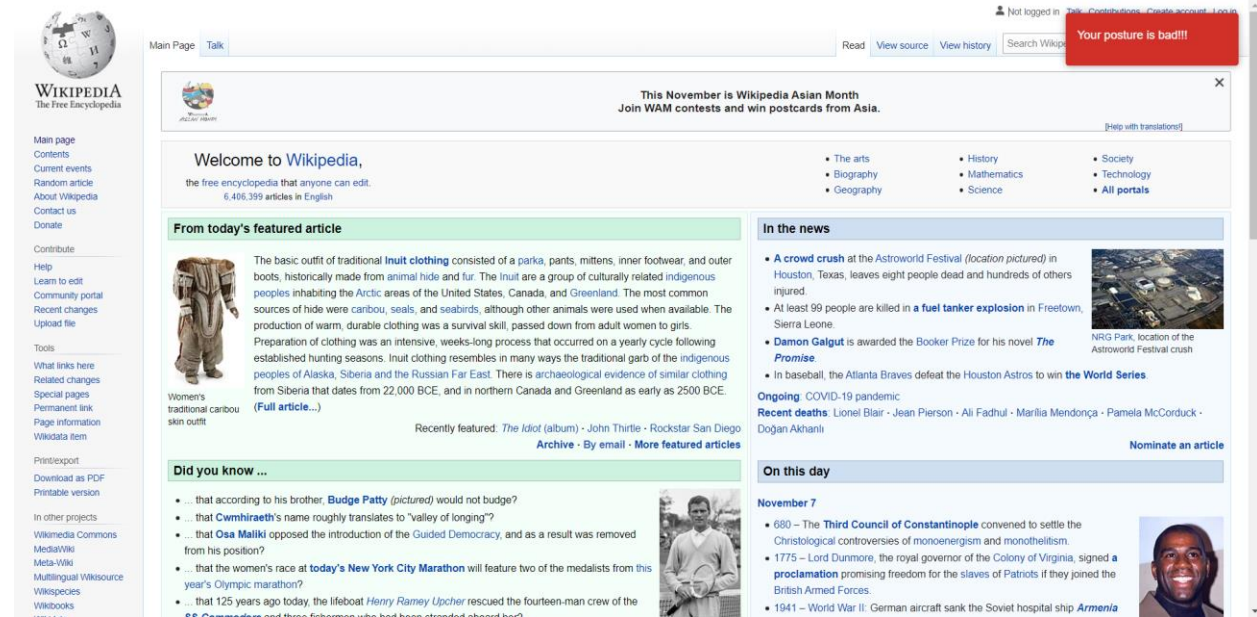 Not logged in Talk Contributions Create account Log in
Your posture is bad!!!
Main Page Talk
Read View source View history Search
WIKIPEDIA
The Free Encyclopedia
Main page
Contents
Current events
Random article
About Wikipedia
Contact us
Donate
Contribute
Help
Learn to edit
Community portal
Recent changes
Upload file
Tools
What links here
Related changes
Special pages
Permanent link
Page information
Wikidata item
Print/export
Download as PDF
Printable version
In other projects
Wikimedia Commons
MediaWiki
Meta-Wiki
Multilingual Wikisource
Wikispecies
Wikibooks
This November is Wikipedia Asian Month
Join WAM contests and win postcards from Asia.
[Help with translations!]
Welcome to Wikipedia,
the free encyclopedia that anyone can edit.
6,406,399 articles in English
• The arts
• Biography
• Geography
• History
• Mathematics
• Science
• Society
• Technology
• All portals
From today's featured article
The basic outfit of traditional Inuit clothing consisted of a parka, pants, mittens, inner footwear, and outer
boots, historically made from animal hide and fur. The Inuit are a group of culturally related indigenous
peoples inhabiting the Arctic areas of the United States, Canada, and Greenland. The most common
sources of hide were caribou, seals, and seabirds, although other animals were used when available. The
production of warm, durable clothing was a survival skill, passed down from adult women to girls.
Preparation of clothing was an intensive, weeks-long process that occurred on a yearly cycle following
established hunting seasons. Inuit clothing resembles in many ways the traditional garb of the indigenous
peoples of Alaska, Siberia and the Russian Far East. There is archaeological evidence of similar clothing
from Siberia that dates from 22,000 BCE, and in northern Canada and Greenland as early as 2500 BCE.
(Full article...)
Women's
traditional caribou
skin outfit
Recently featured: The Idiot (album) · John Thirtle · Rockstar San Diego
Archive · By email · More featured articles
Did you know ...
• ... that according to his brother, Budge Patty (pictured) would not budge?
• ... that Cwmhiraeth's name roughly translates to "valley of longing"?
• ... that Osa Maliki opposed the introduction of the Guided Democracy, and as a result was removed
from his position?
• ... that the women's race at today's New York City Marathon will feature two of the medalists from this
year's Olympic marathon?
• ... that 125 years ago today, the lifeboat Henry Ramey Upcher rescued the fourteen-man crew of the
SS Commodore and three fishermen who had been stranded aboard her?
In the news
• A crowd crush at the Astroworld Festival (location pictured) in
Houston, Texas, leaves eight people dead and hundreds of others
injured.
• At least 99 people are killed in a fuel tanker explosion in Freetown,
Sierra Leone.
• Damon Galgut is awarded the Booker Prize for his novel The
Promise.
• In baseball, the Atlanta Braves defeat the Houston Astros to win the World Series.
NRG Park, location of the
Astroworld Festival crush
Ongoing: COVID-19 pandemic
Recent deaths: Lionel Blair · Jean Pierson · Ali Fadhul · Marília Mendonça · Pamela McCorduck ·
Doğan Akhanlı
Nominate an article
On this day
November 7
• 680 – The Third Council of Constantinople convened to settle the
Christological controversies of monoenergism and monothelitism.
• 1775 – Lord Dunmore, the royal governor of the Colony of Virginia, signed a
proclamation promising freedom for the slaves of Patriots if they joined the
British Armed Forces.
• 1941 – World War II: German aircraft sank the Soviet hospital ship Armenia